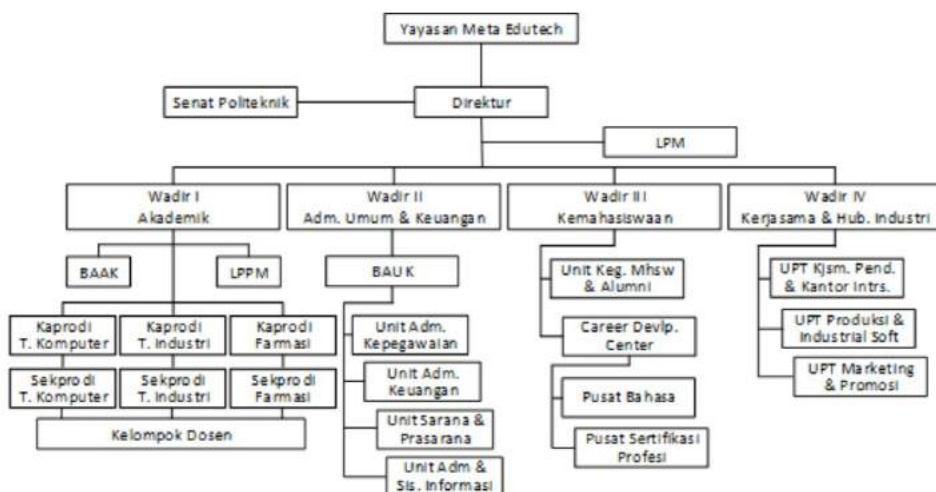 Yayasan Meta Edutech
Senat Politeknik
Direktur
LPM
Wadir I
Akademik
Wadir II
Adm. Umum & Keuangan
Wadir III
Kemahasiswaan
Wadir IV
Kerjasama & Hub. Industri
BAAK
LPPM
BAUK
Unit Keg. Mhsw
& Alumni
UPT Kjsm. Pend.
& Kantor Intrs.
Kaprodi
T. Komputer
Kaprodi
T. Industri
Kaprodi
Farmasi
Unit Adm.
Kepegawaian
Career Devlp.
Center
UPT Produksi &
Industrial Soft
Sekprodi
T. Komputer
Sekprodi
T. Industri
Sekprodi
Farmasi
Unit Adm.
Keuangan
Pusat Bahasa
UPT Marketing
& Promosi
Kelompok Dosen
Unit Sarana &
Prasarana
Pusat Sertifikasi
Profesi
Unit Adm &
Sis. Informasi